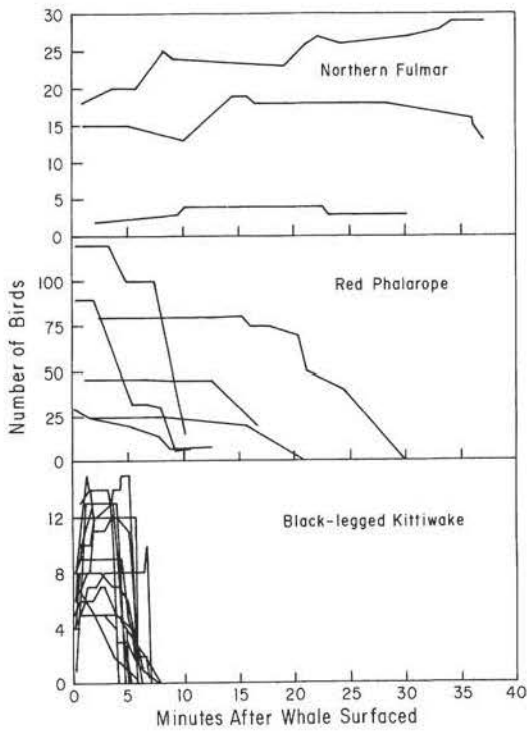 30
25
20
Northern Fulmar
15
10
5
0
100
Red Phalarope
75
50
25
0
12
Black-legged Kittiwake
8
4
0
Number of Birds
0 5 10 15 20 25 30 35 40
Minutes After Whale Surfaced